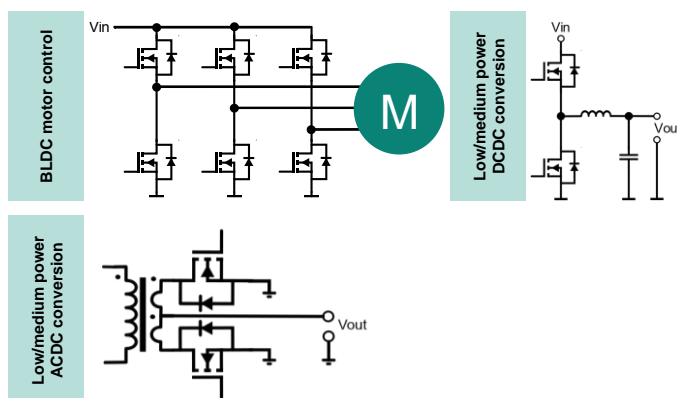 BLDC motor control
Vin
M
Low/medium power
DCDC conversion
Vin
Vou
Low/medium power
ACDC conversion
Vout